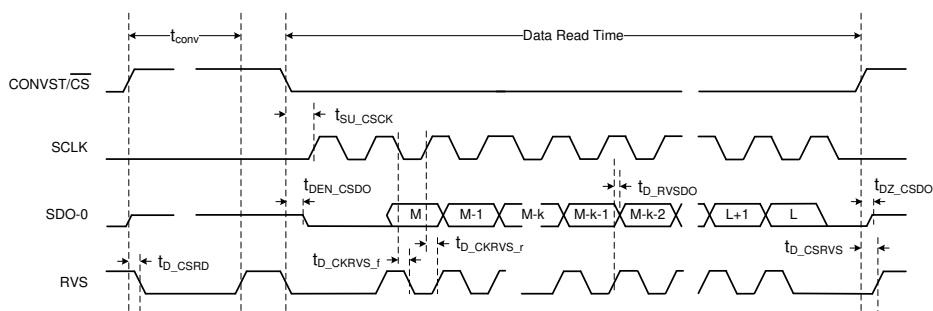 t_conv
Data Read Time
CONVST/C̅S̅
t_SU_CSCK
SCLK
t_DEN_CSDO
t_D_RVSDO
t_DZ_CSDO
SDO-0
M M-1 M-k M-k-1 M-k-2 L+1 L
t_D_CSRD
t_D_CKRVS_f
t_D_CKRVS_r
t_D_CSRVS
RVS